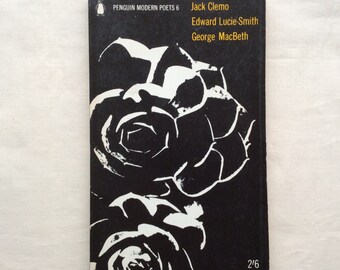 PENGUIN MODERN POETS 6
Jack Clemo
Edward Lucie-Smith
George MacBeth
2'6